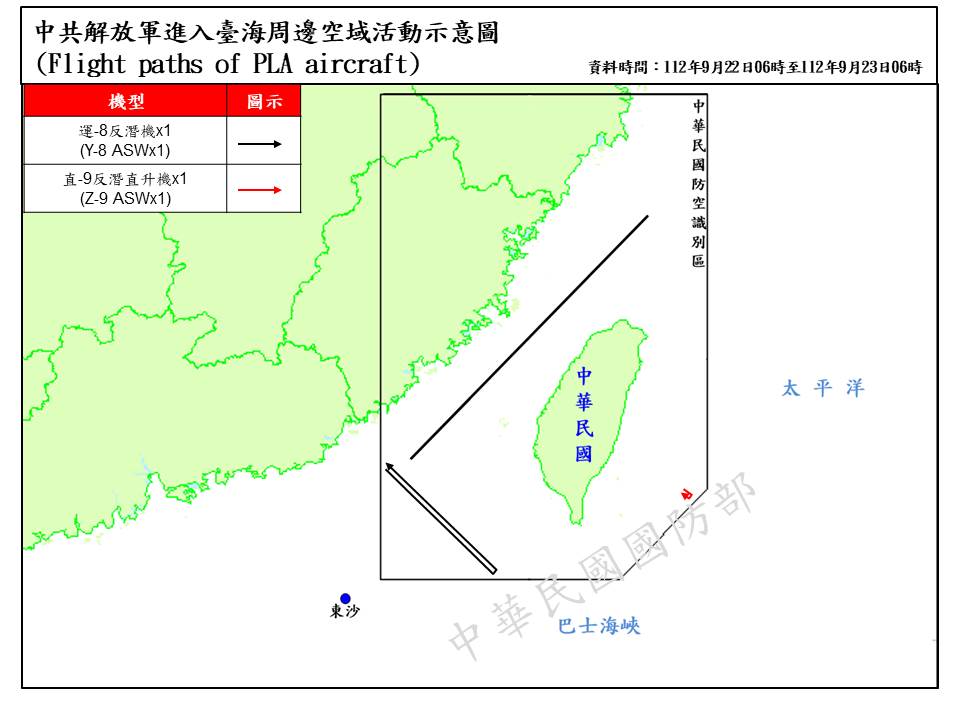 中共解放軍進入臺海周邊空域活動示意圖
(Flight paths of PLA aircraft)
資料時間：112年9月22日06時至112年9月23日06時
機型 圖示
運-8反潛機x1
(Y-8 ASWx1)
直-9反潛直升機x1
(Z-9 ASWx1)
中華民國防空識別區
中華民國
太平洋
東沙
巴士海峽
中華民國國防部